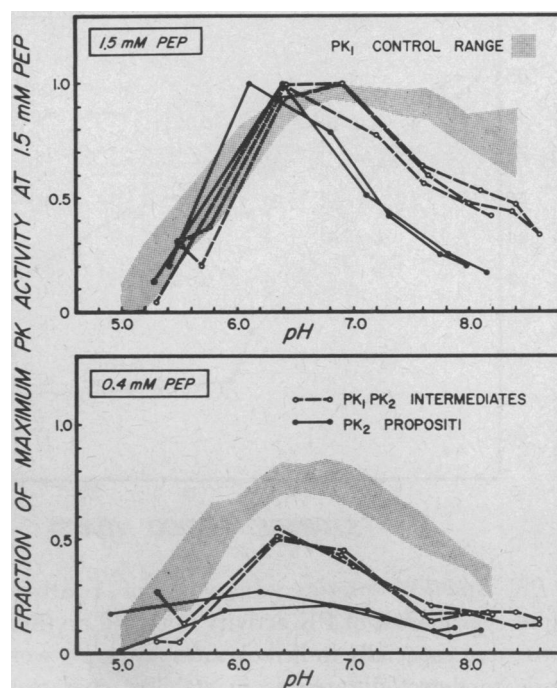 FRACTION OF MAXIMUM PK ACTIVITY AT 1.5 mM PEP
1.5 mM PEP
PK₁ CONTROL RANGE
1.0
0.5
0
5.0 6.0 7.0 8.0
pH
0.4 mM PEP
PK₁ PK₂ INTERMEDIATES
PK₂ PROPOSITI
1.0
0.5
0
5.0 6.0 7.0 8.0
pH